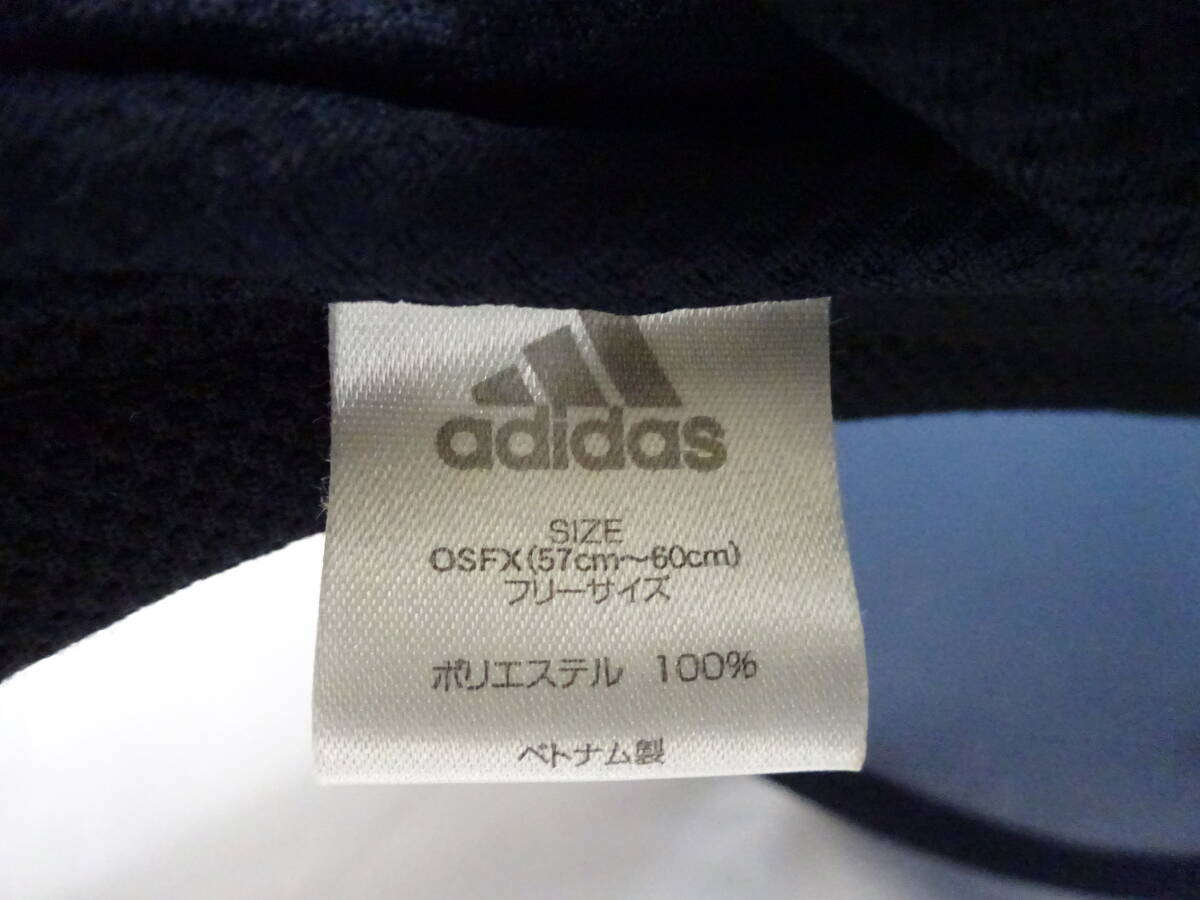 adidas
SIZE
OSFX(57cm～60cm)
フリーサイズ
ポリエステル 100%
ベトナム製